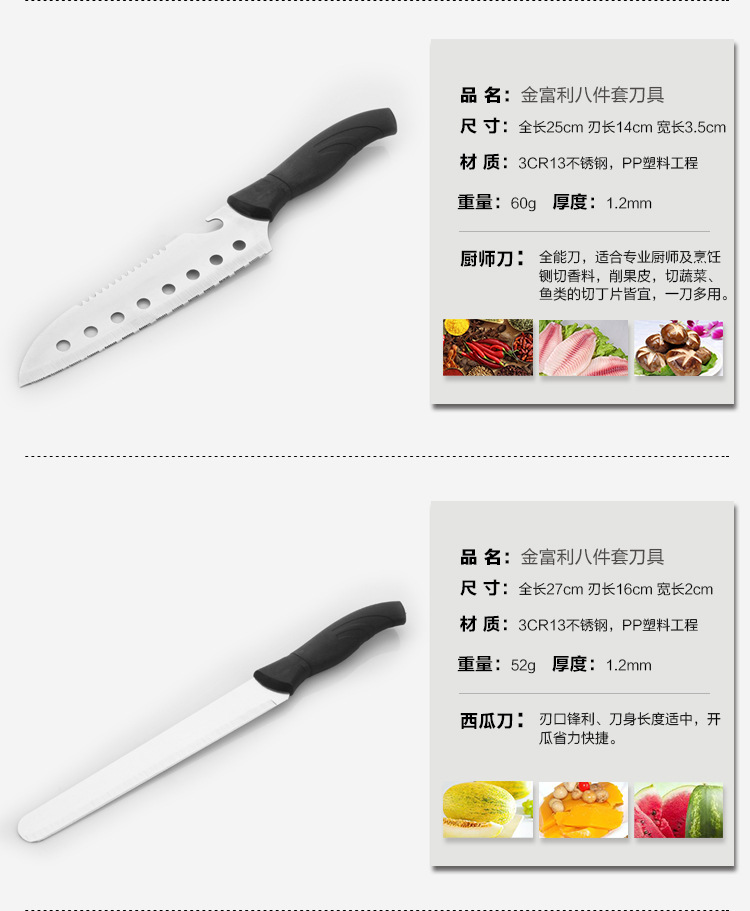 品 名：金富利八件套刀具
尺 寸：全长25cm 刃长14cm 宽长3.5cm
材 质：3CR13不锈钢，PP塑料工程
重量：60g 厚度：1.2mm
厨师刀：全能刀，适合专业厨师及烹饪
铡切香料，削果皮，切蔬菜、
鱼类的切丁片皆宜，一刀多用。
品 名：金富利八件套刀具
尺 寸：全长27cm 刃长16cm 宽长2cm
材 质：3CR13不锈钢，PP塑料工程
重量：52g 厚度：1.2mm
西瓜刀：刃口锋利、刀身长度适中，开
瓜省力快捷。